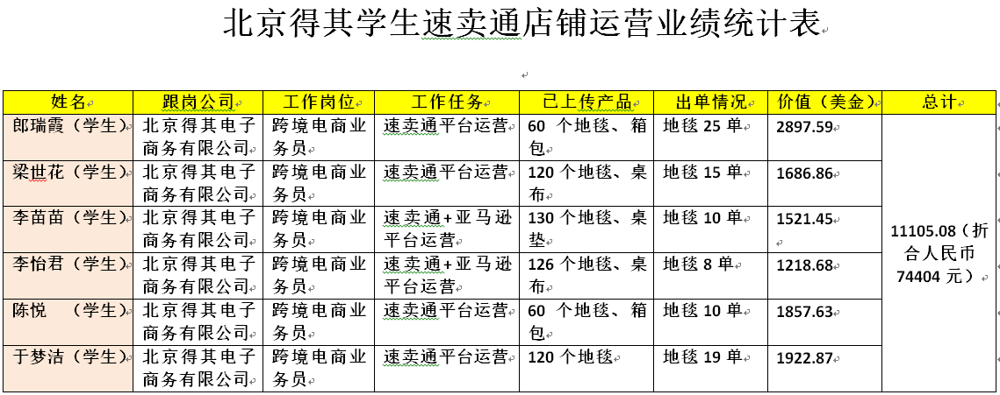 北京得其学生速卖通店铺运营业绩统计表
姓名 跟岗公司 工作岗位 工作任务 已上传产品 出单情况 价值（美金） 总计
郎瑞霞（学生） 北京得其电子 跨境电商业 速卖通平台运营 60 个地毯、箱 地毯 25 单 2897.59
商务有限公司 务员 包
梁世花（学生） 北京得其电子 跨境电商业 速卖通平台运营 120 个地毯、桌 地毯 15 单 1686.86
商务有限公司 务员 布
李苗苗（学生） 北京得其电子 跨境电商业 速卖通+亚马逊 130 个地毯、桌 地毯 10 单 1521.45
商务有限公司 务员 平台运营 垫
李怡君（学生） 北京得其电子 跨境电商业 速卖通+亚马逊 126 个地毯、桌 地毯 8 单 1218.68
商务有限公司 务员 平台运营 布
陈悦 （学生） 北京得其电子 跨境电商业 速卖通平台运营 60 个地毯、箱 地毯 10 单 1857.63
商务有限公司 务员 包
于梦洁（学生） 北京得其电子 跨境电商业 速卖通平台运营 120 个地毯 地毯 19 单 1922.87
商务有限公司 务员
11105.08（折
合人民币
74404 元）